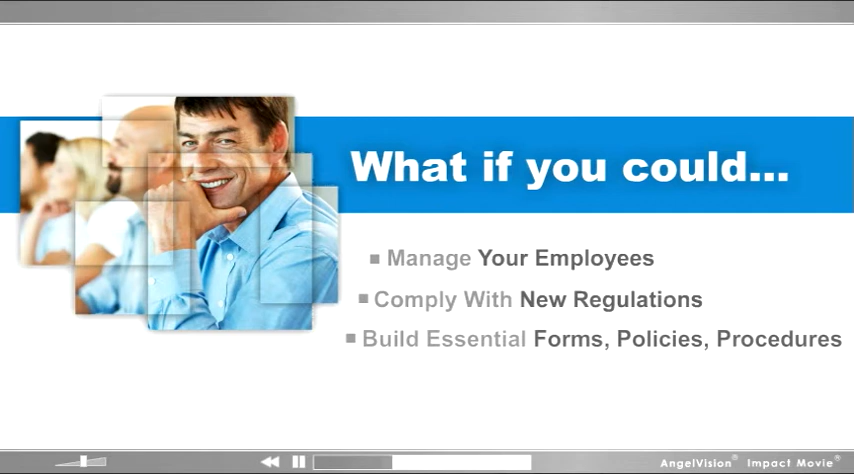 What if you could...
Manage Your Employees
Comply With New Regulations
Build Essential Forms, Policies, Procedures
AngelVision® Impact Movie®